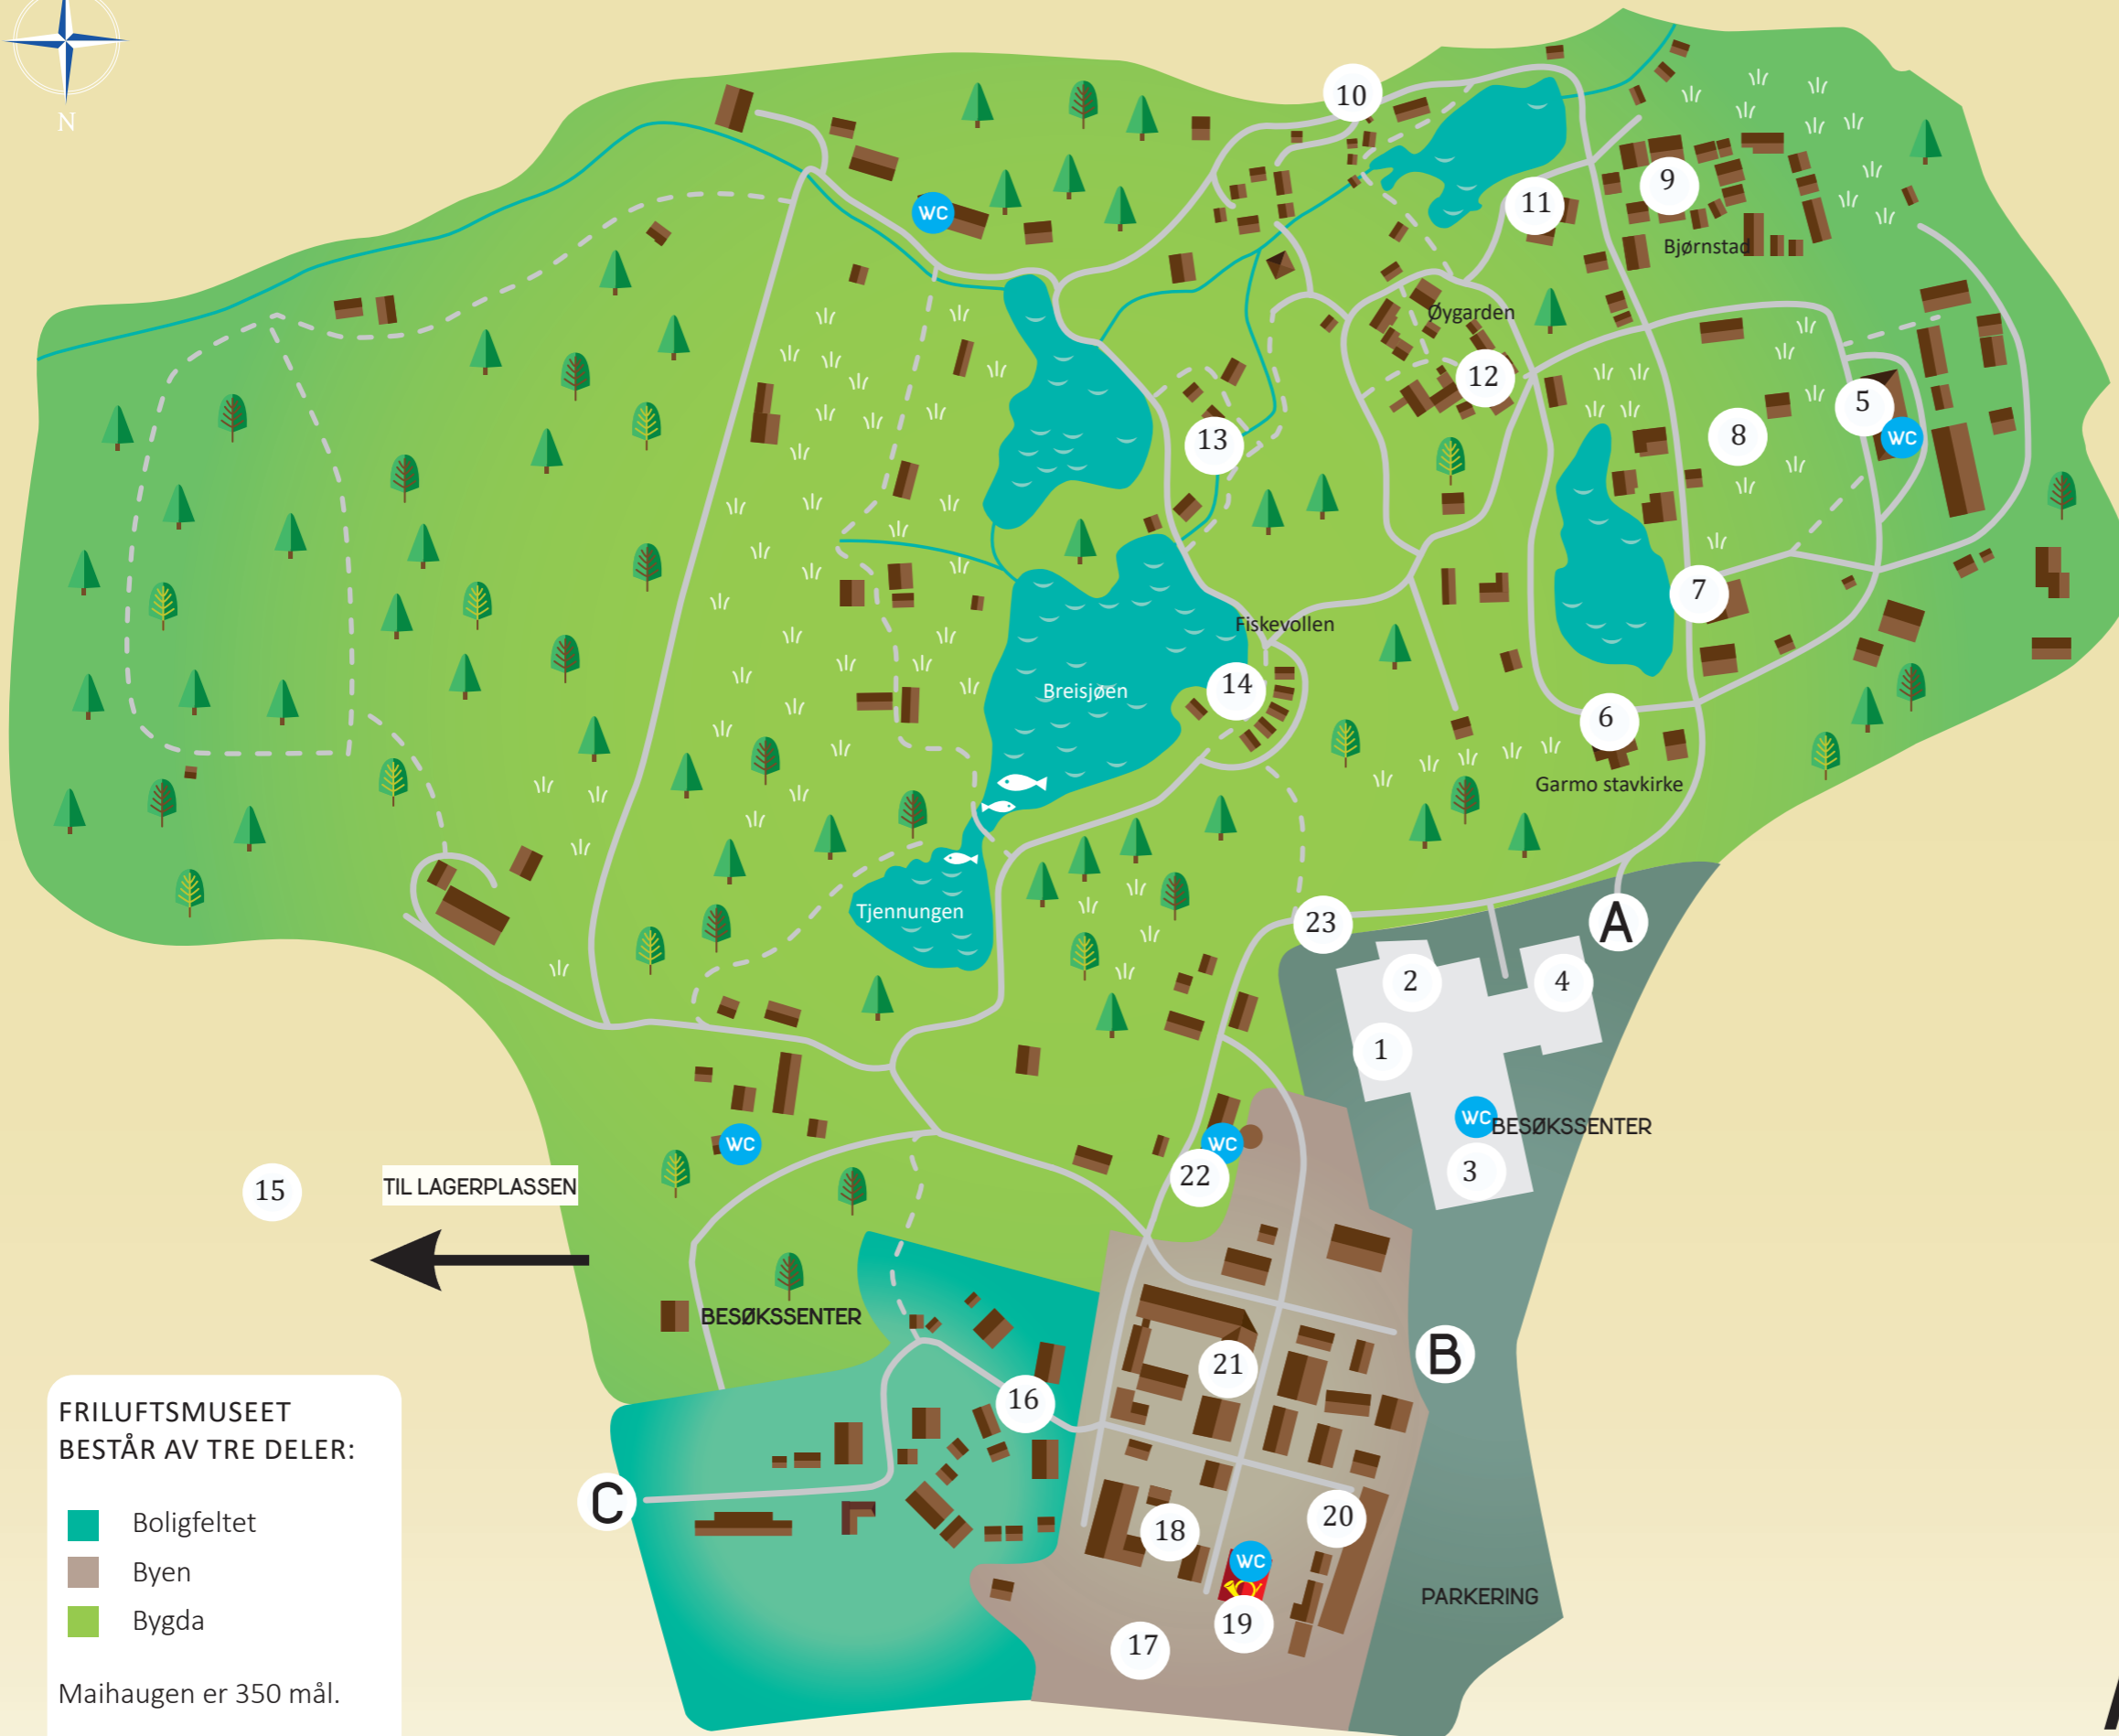 N
10
WC
9
11
Bjørnstad
Øygarden
12
5
13
8
WC
7
Fiskevollen
14
Breisjøen
6
Garmo stavkirke
Tjennungen
23
A
2
4
1
WC
BESØKSSENTER
WC
WC
3
22
15
TIL LAGERPLASSEN
BESØKSSENTER
B
21
16
C
20
18
WC
PARKERING
19
17
FRILUFTSMUSEET
BESTÅR AV TRE DELER:
Boligfeltet
Byen
Bygda
Maihaugen er 350 mål.